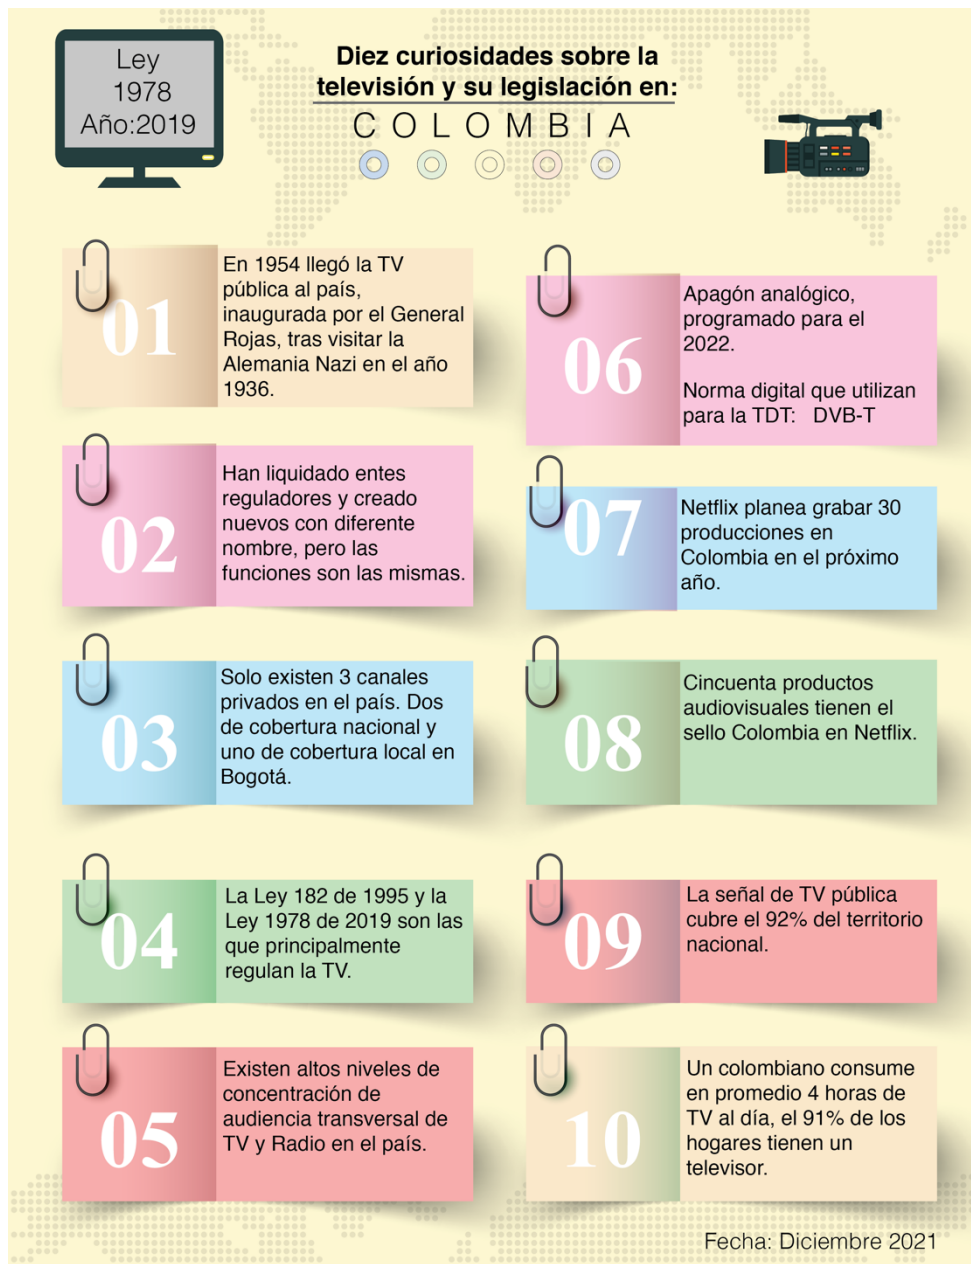 Ley
1978
Año:2019
Diez curiosidades sobre la
televisión y su legislación en:
COLOMBIA
01
En 1954 llegó la TV
pública al país,
inaugurada por el General
Rojas, tras visitar la
Alemania Nazi en el año
1936.
02
Han liquidado entes
reguladores y creado
nuevos con diferente
nombre, pero las
funciones son las mismas.
03
Solo existen 3 canales
privados en el país. Dos
de cobertura nacional y
uno de cobertura local en
Bogotá.
04
La Ley 182 de 1995 y la
Ley 1978 de 2019 son las
que principalmente
regulan la TV.
05
Existen altos niveles de
concentración de
audiencia transversal de
TV y Radio en el país.
06
Apagón analógico,
programado para el
2022.
Norma digital que utilizan
para la TDT: DVB-T
07
Netflix planea grabar 30
producciones en
Colombia en el próximo
año.
08
Cincuenta productos
audiovisuales tienen el
sello Colombia en Netflix.
09
La señal de TV pública
cubre el 92% del territorio
nacional.
10
Un colombiano consume
en promedio 4 horas de
TV al día, el 91% de los
hogares tienen un
televisor.
Fecha: Diciembre 2021